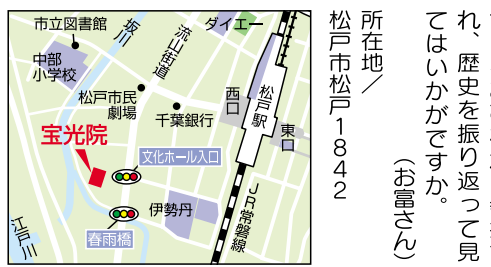 れ、歴史を振り返って見
てはいかがですか。
(お富さん)
所在地／
松戸市松戸1842
市立図書館
坂川
流山街道
ダイエー
中部
小学校
松戸市民
劇場
千葉銀行
西口
松戸駅
東口
宝光院
文化ホール入口
伊勢丹
JR常磐線
春雨橋
江戸川